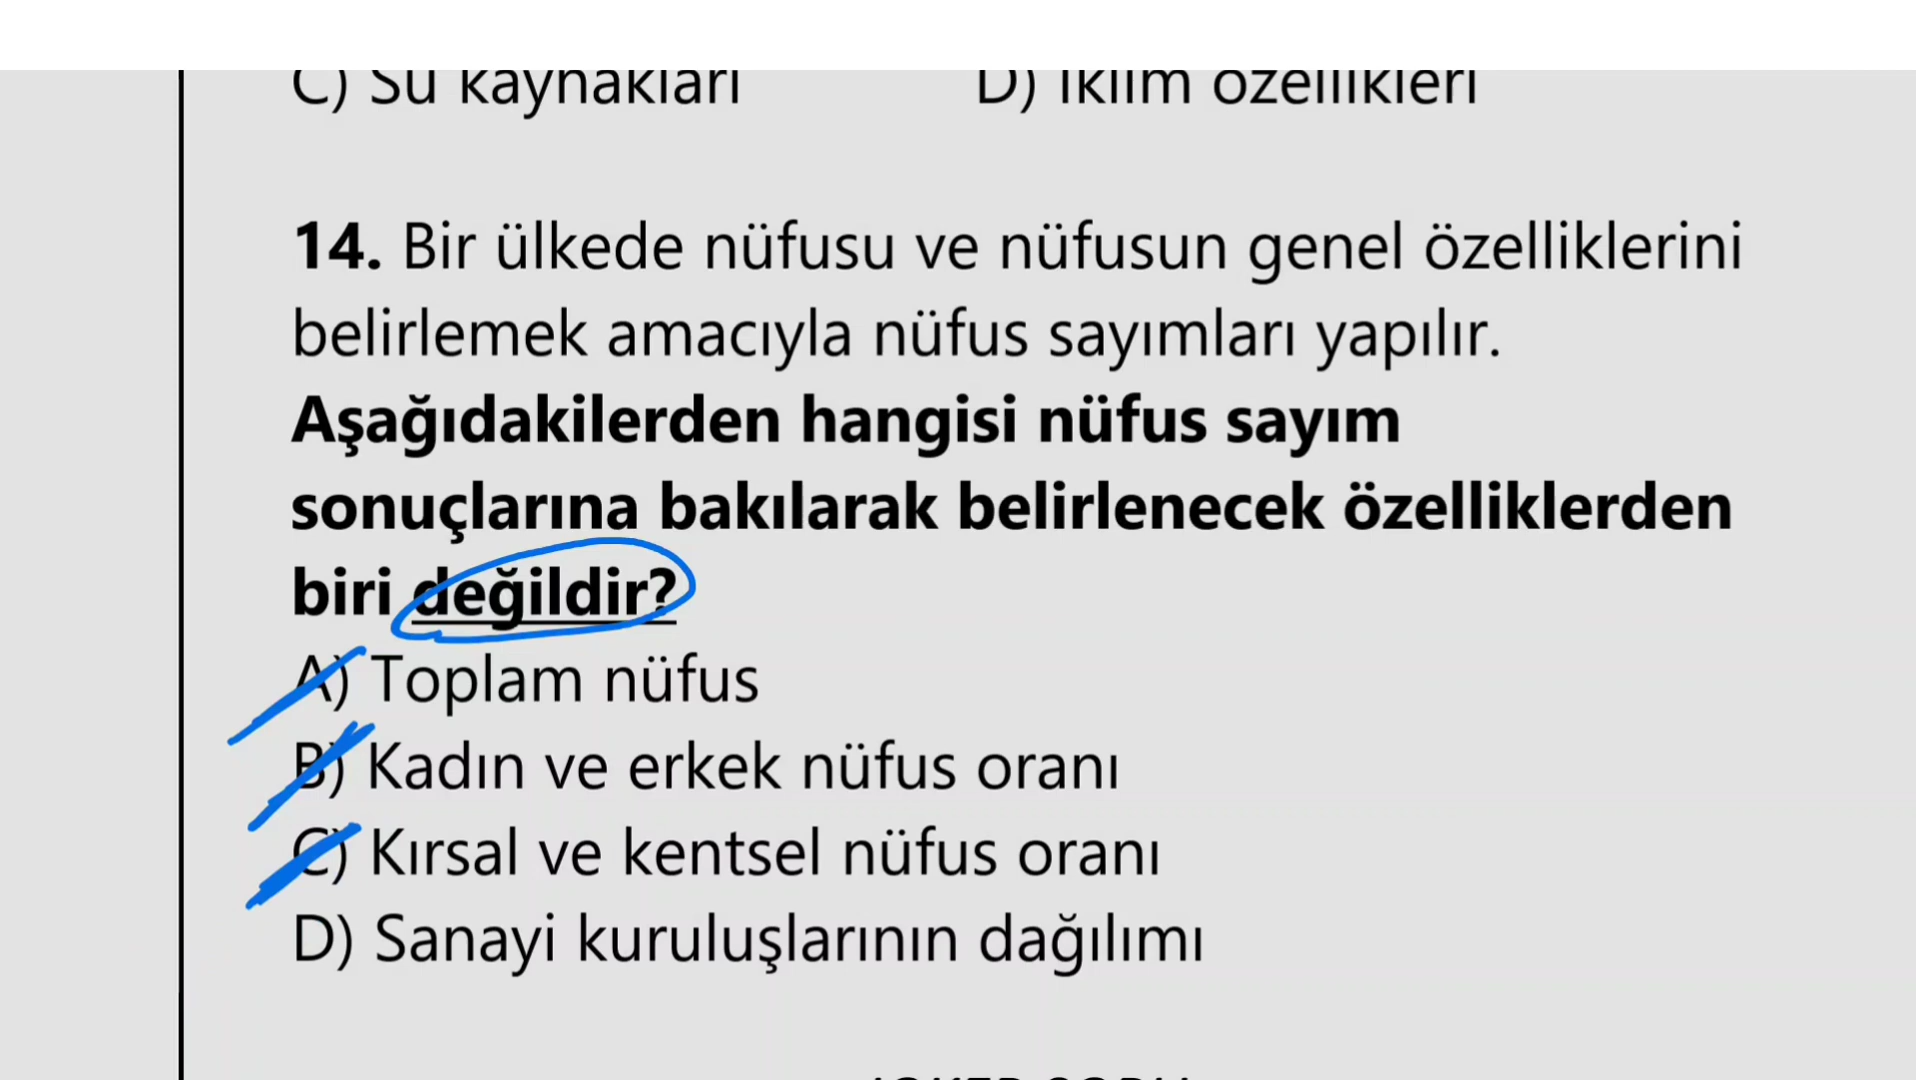 C) Su kaynakları D) İklim özellikleri
14. Bir ülkede nüfusu ve nüfusun genel özelliklerini
belirlemek amacıyla nüfus sayımları yapılır.
Aşağıdakilerden hangisi nüfus sayım
sonuçlarına bakılarak belirlenecek özelliklerden
biri değildir?
A) Toplam nüfus
B) Kadın ve erkek nüfus oranı
C) Kırsal ve kentsel nüfus oranı
D) Sanayi kuruluşlarının dağılımı